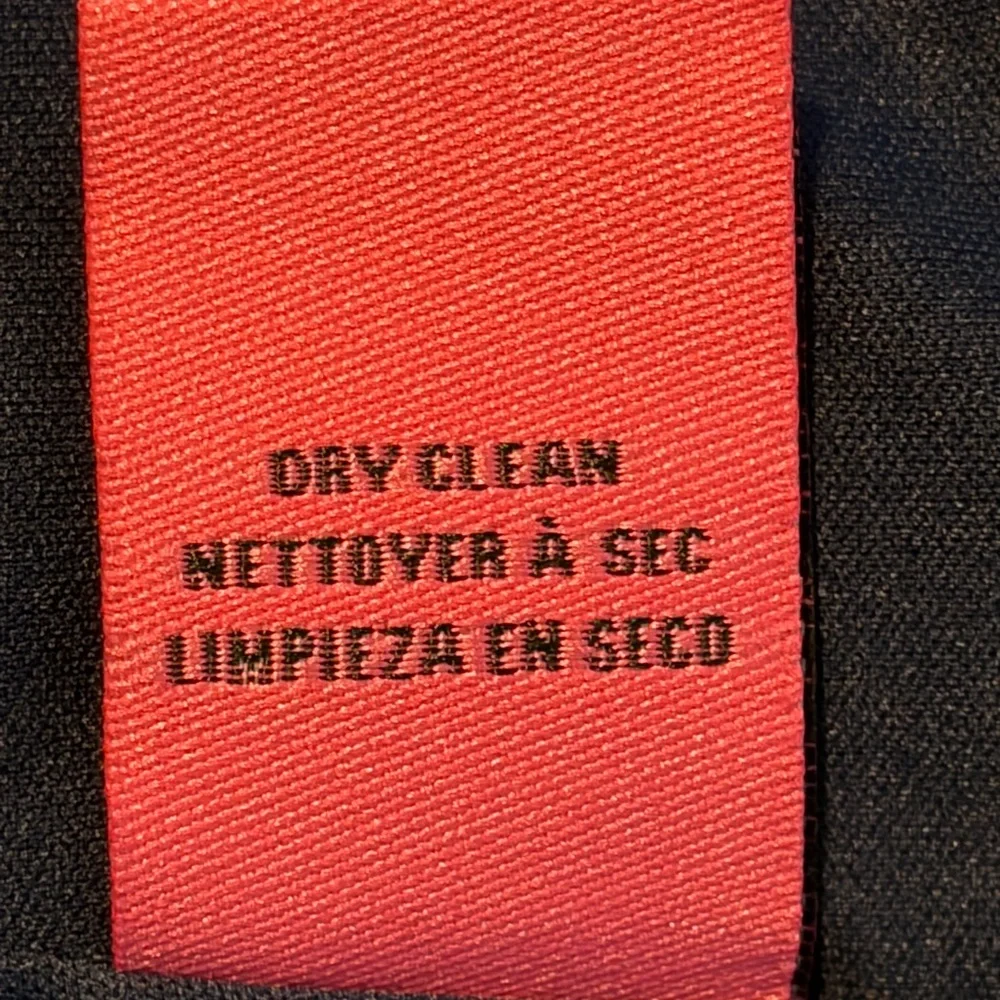 DRY CLEAN
NETTOYER À SEC
LIMPIEZA EN SECO